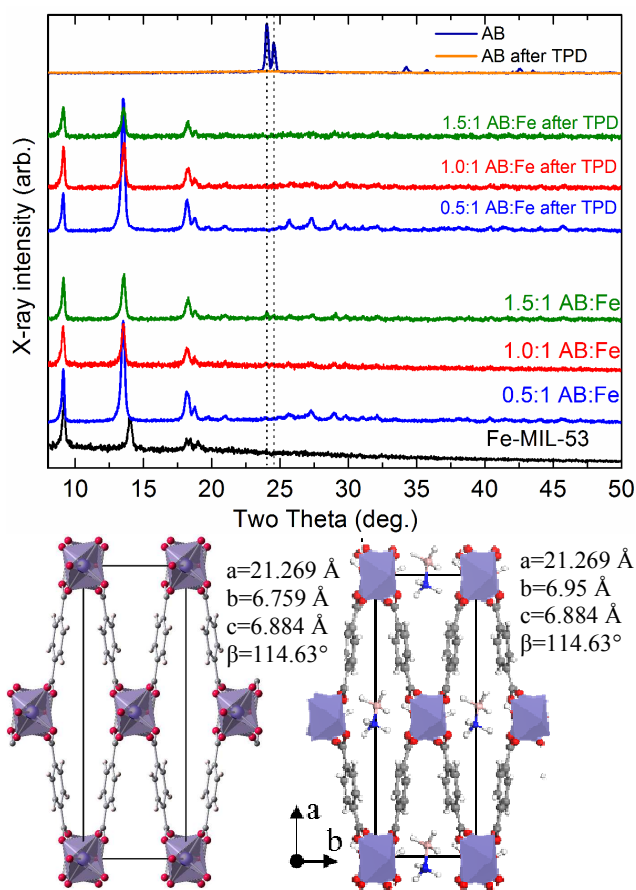 AB
AB after TPD
1.5:1 AB:Fe after TPD
1.0:1 AB:Fe after TPD
0.5:1 AB:Fe after TPD
1.5:1 AB:Fe
1.0:1 AB:Fe
0.5:1 AB:Fe
Fe-MIL-53
X-ray intensity (arb.)
10 15 20 25 30 35 40 45 50
Two Theta (deg.)
a=21.269 Å
b=6.759 Å
c=6.884 Å
β=114.63°
a=21.269 Å
b=6.95 Å
c=6.884 Å
β=114.63°
a
b